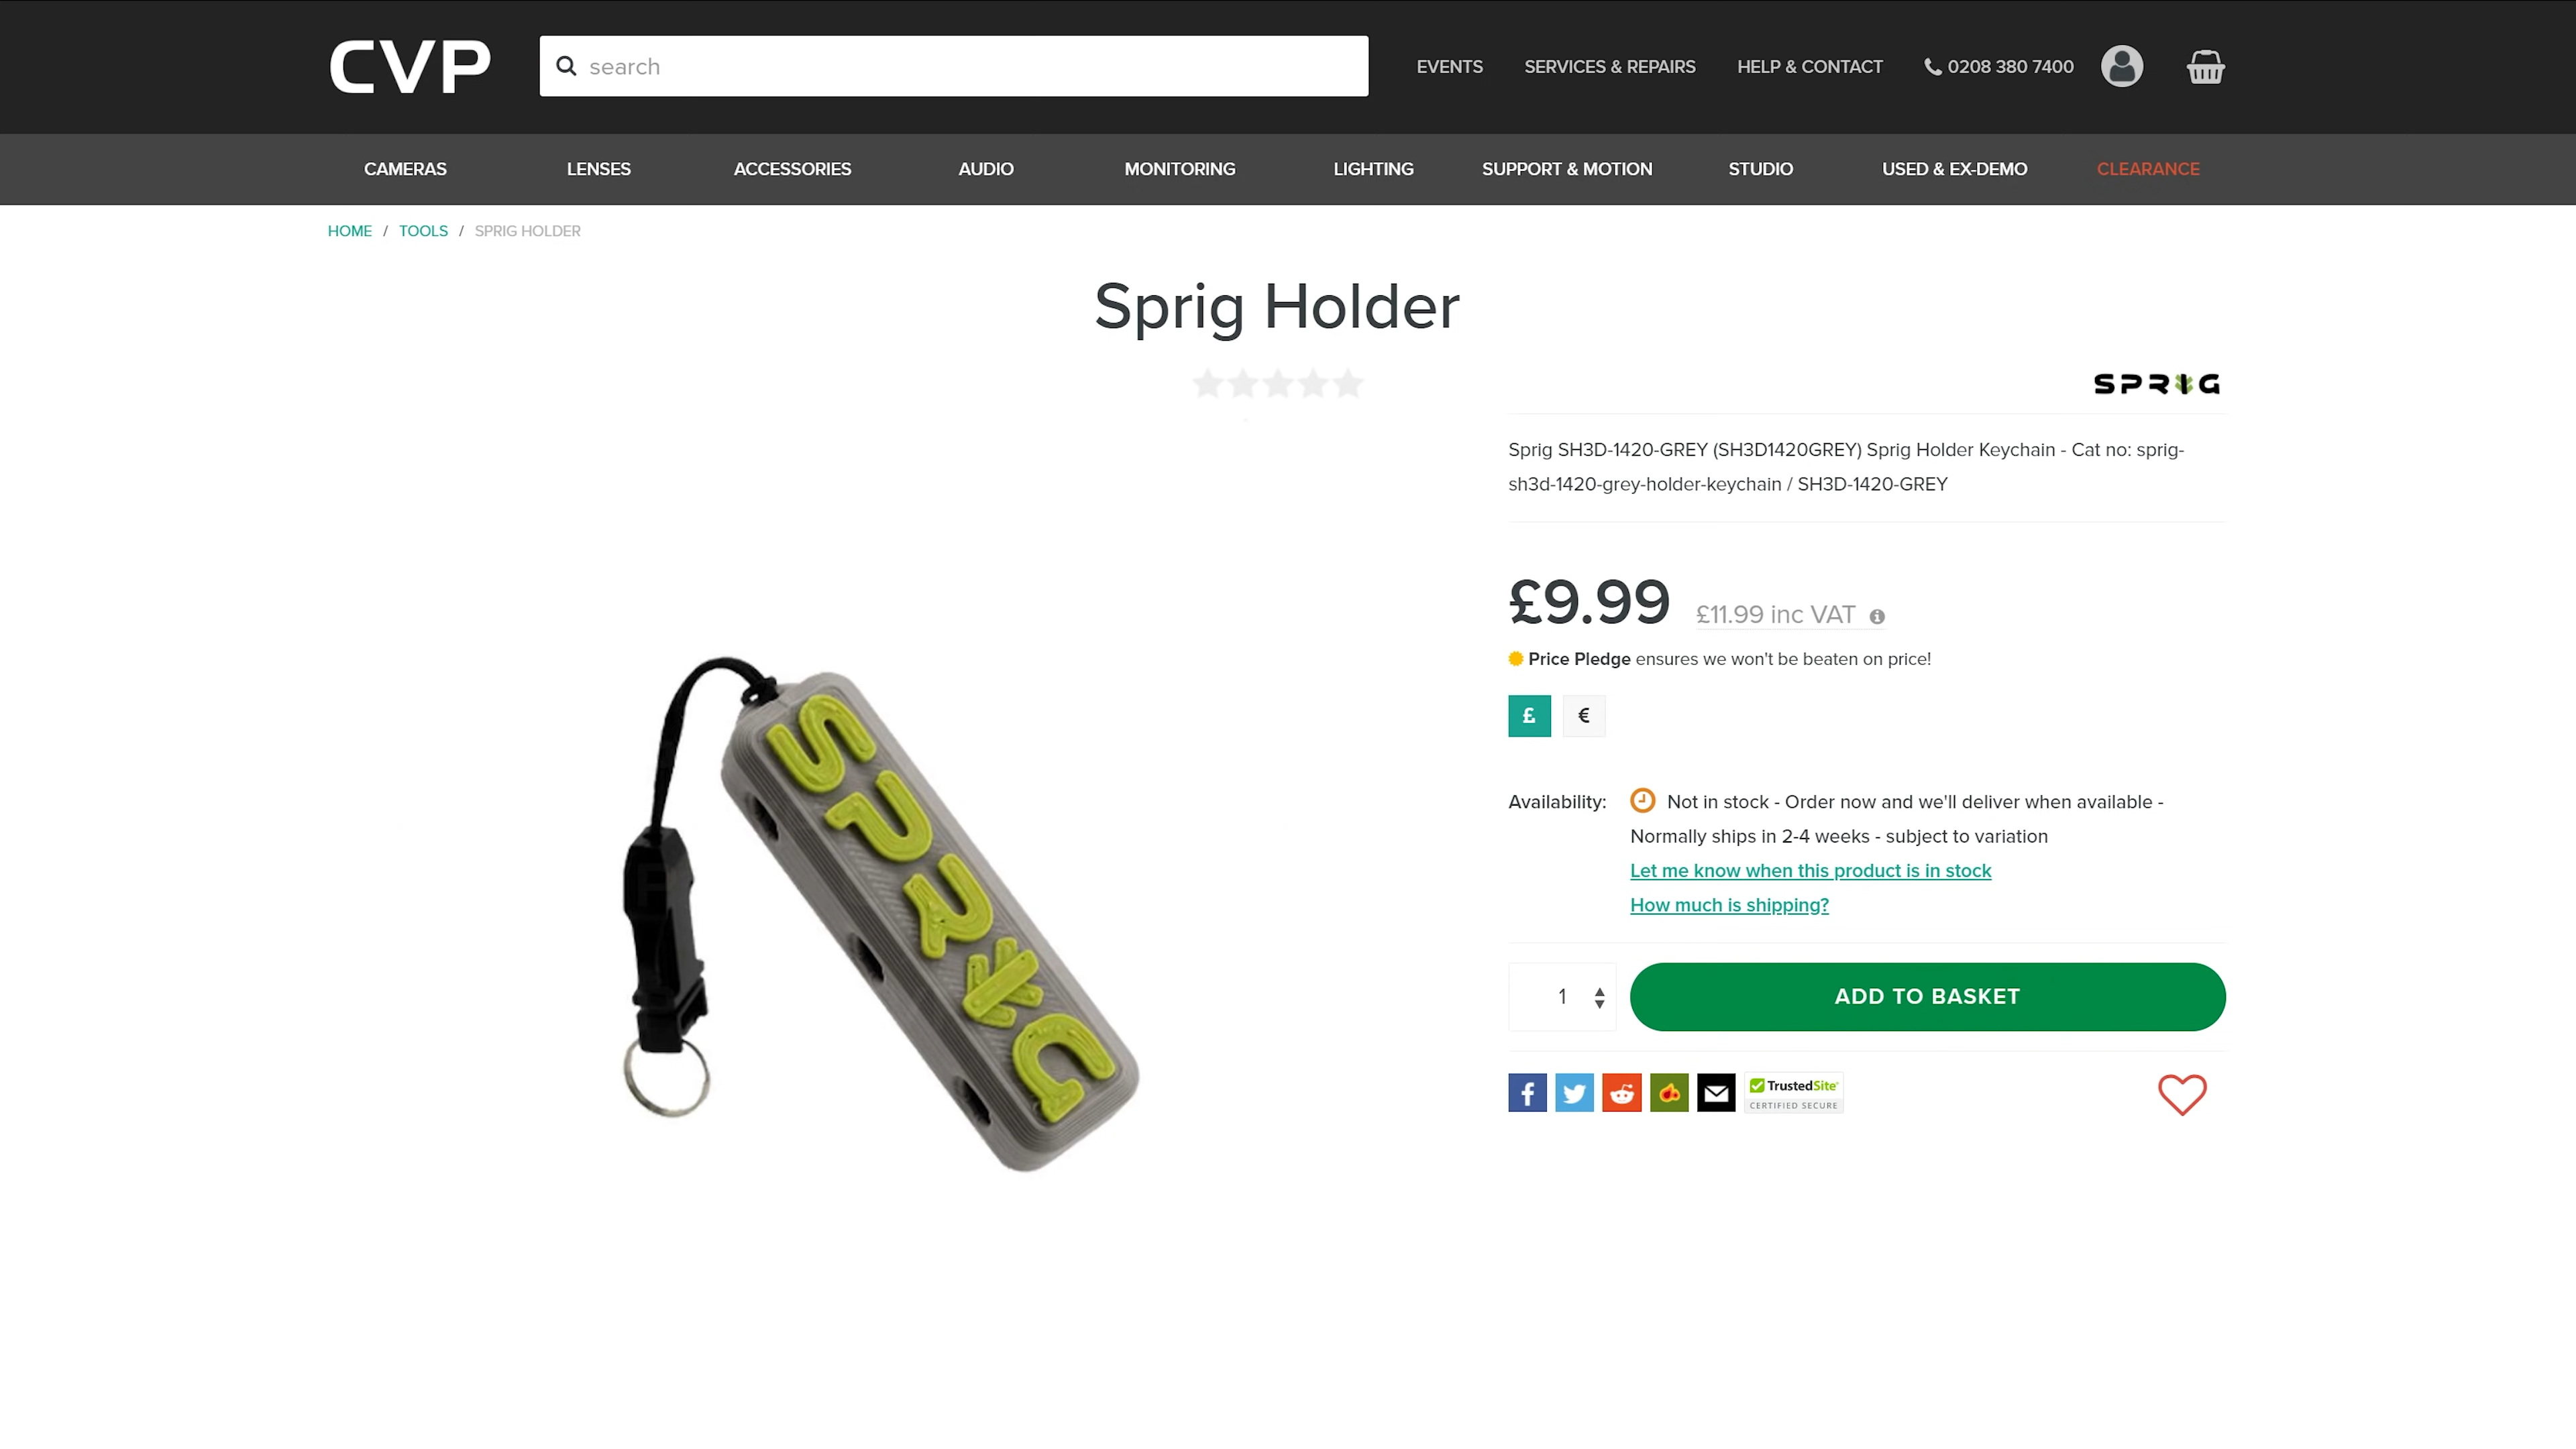 CVP
search
EVENTS
SERVICES & REPAIRS
HELP & CONTACT
0208 380 7400
CAMERAS
LENSES
ACCESSORIES
AUDIO
MONITORING
LIGHTING
SUPPORT & MOTION
STUDIO
USED & EX-DEMO
CLEARANCE
HOME / TOOLS / SPRIG HOLDER
Sprig Holder
SPRIG
Sprig SH3D-1420-GREY (SH3D1420GREY) Sprig Holder Keychain - Cat no: sprig-
sh3d-1420-grey-holder-keychain / SH3D-1420-GREY
£9.99 £11.99 inc VAT
Price Pledge ensures we won't be beaten on price!
£ €
Availability: Not in stock - Order now and we'll deliver when available -
Normally ships in 2-4 weeks - subject to variation
Let me know when this product is in stock
How much is shipping?
1
ADD TO BASKET
TrustedSite
CERTIFIED SECURE
SPRIG